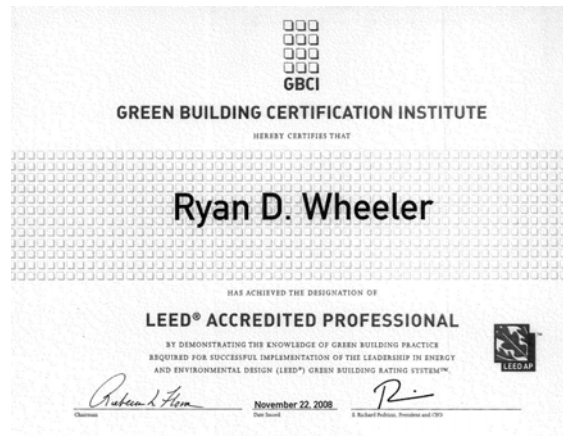 GBCI
GREEN BUILDING CERTIFICATION INSTITUTE
HEREBY CERTIFIES THAT
Ryan D. Wheeler
HAS ACHIEVED THE DESIGNATION OF
LEED® ACCREDITED PROFESSIONAL
BY DEMONSTRATING THE KNOWLEDGE OF GREEN BUILDING PRACTICE
REQUIRED FOR SUCCESSFUL IMPLEMENTATION OF THE LEADERSHIP IN ENERGY
AND ENVIRONMENTAL DESIGN (LEED®) GREEN BUILDING RATING SYSTEM™.
LEED AP
November 22, 2008
Chairman
Date Issued
President and CEO